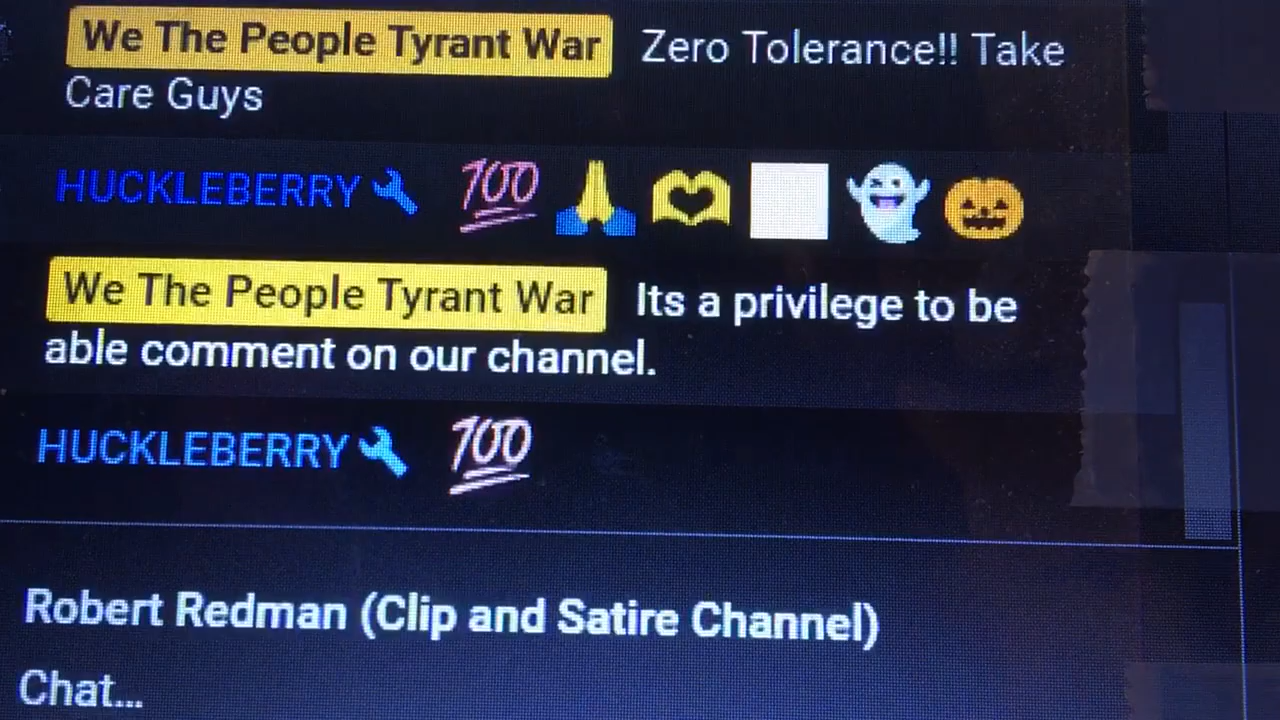 We The People Tyrant War Zero Tolerance!! Take
Care Guys
HUCKLEBERRY 💯🙏🫶⬜👻🎃
We The People Tyrant War Its a privilege to be
able comment on our channel.
HUCKLEBERRY 💯
Robert Redman (Clip and Satire Channel)
Chat...